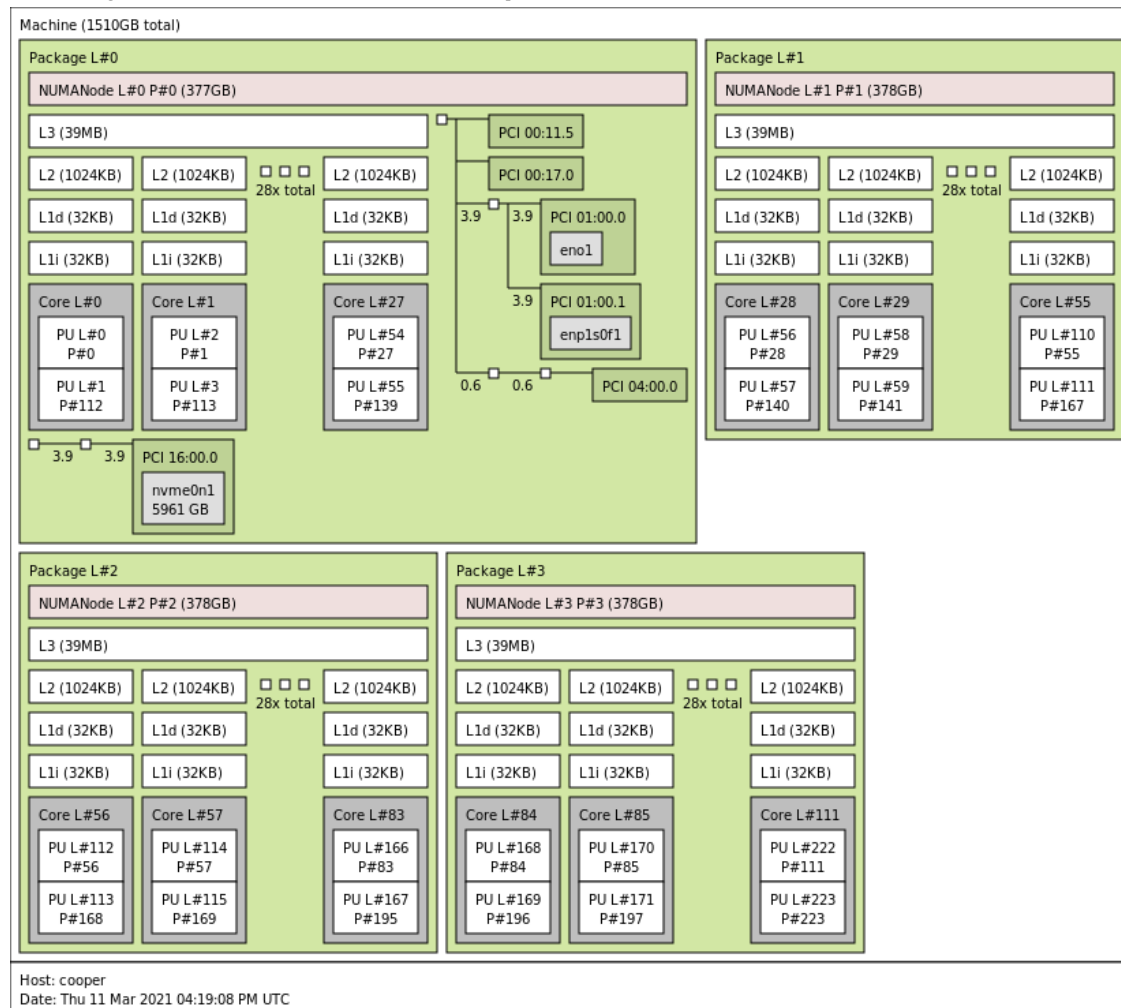 Machine (1510GB total)
Package L#0
NUMANode L#0 P#0 (377GB)
L3 (39MB)
L2 (1024KB) L2 (1024KB) 28x total L2 (1024KB)
L1d (32KB) L1d (32KB) L1d (32KB)
L1i (32KB) L1i (32KB) L1i (32KB)
Core L#0 Core L#1 Core L#27
PU L#0 PU L#2 PU L#54
P#0 P#1 P#27
PU L#1 PU L#3 PU L#55
P#112 P#113 P#139
PCI 00:11.5
PCI 00:17.0
3.9 3.9 PCI 01:00.0
eno1
3.9 PCI 01:00.1
enp1s0f1
0.6 0.6 PCI 04:00.0
3.9 3.9 PCI 16:00.0
nvme0n1
5961 GB
Package L#1
NUMANode L#1 P#1 (378GB)
L3 (39MB)
L2 (1024KB) L2 (1024KB) 28x total L2 (1024KB)
L1d (32KB) L1d (32KB) L1d (32KB)
L1i (32KB) L1i (32KB) L1i (32KB)
Core L#28 Core L#29 Core L#55
PU L#56 PU L#58 PU L#110
P#28 P#29 P#55
PU L#57 PU L#59 PU L#111
P#140 P#141 P#167
Package L#2
NUMANode L#2 P#2 (378GB)
L3 (39MB)
L2 (1024KB) L2 (1024KB) 28x total L2 (1024KB)
L1d (32KB) L1d (32KB) L1d (32KB)
L1i (32KB) L1i (32KB) L1i (32KB)
Core L#56 Core L#57 Core L#83
PU L#112 PU L#114 PU L#166
P#56 P#57 P#83
PU L#113 PU L#115 PU L#167
P#168 P#169 P#195
Package L#3
NUMANode L#3 P#3 (378GB)
L3 (39MB)
L2 (1024KB) L2 (1024KB) 28x total L2 (1024KB)
L1d (32KB) L1d (32KB) L1d (32KB)
L1i (32KB) L1i (32KB) L1i (32KB)
Core L#84 Core L#85 Core L#111
PU L#168 PU L#170 PU L#222
P#84 P#85 P#111
PU L#169 PU L#171 PU L#223
P#196 P#197 P#223
Host: cooper
Date: Thu 11 Mar 2021 04:19:08 PM UTC